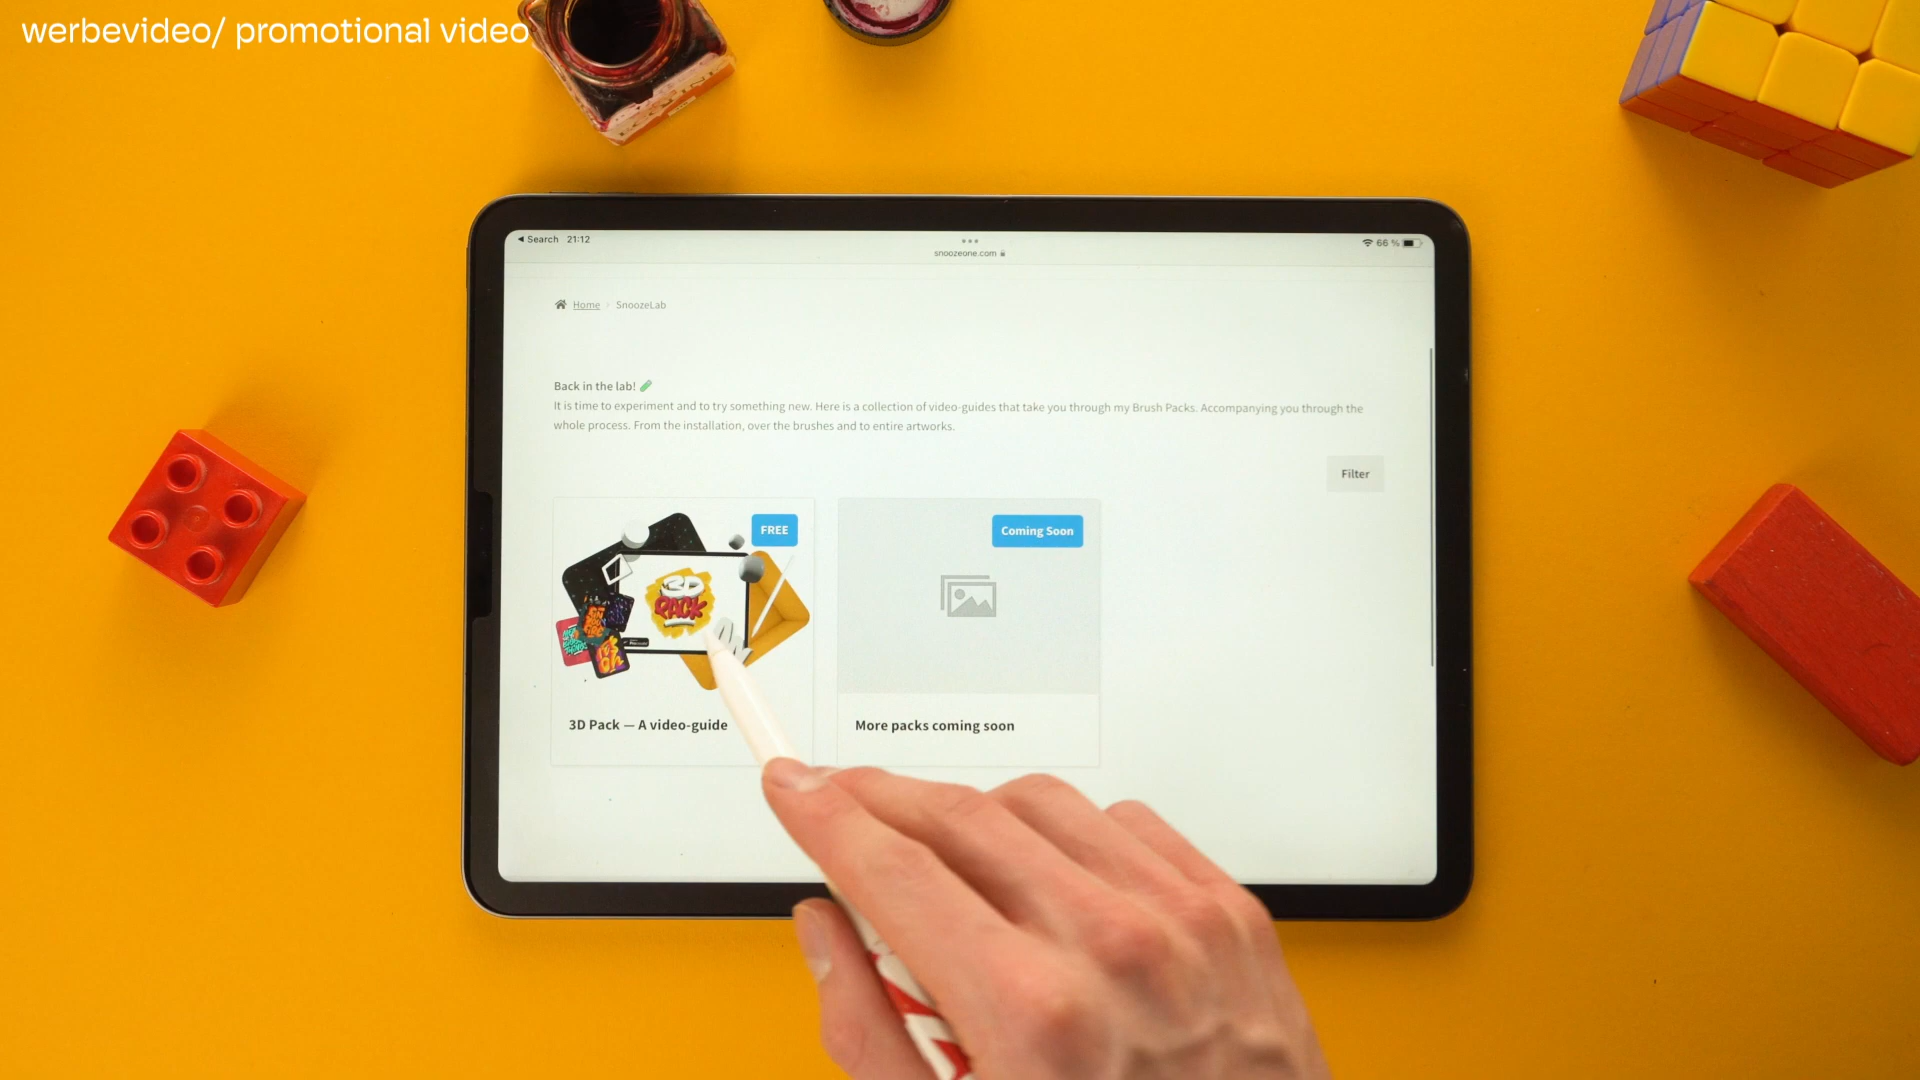 werbevideo/ promotional video
Search 21:12
snoozeone.com
66 %
Home › SnoozeLab
Back in the lab!
It is time to experiment and to try something new. Here is a collection of video-guides that take you through my Brush Packs. Accompanying you through the
whole process. From the installation, over the brushes and to entire artworks.
Filter
FREE
Coming Soon
3D
PACK
3D Pack — A video-guide
More packs coming soon